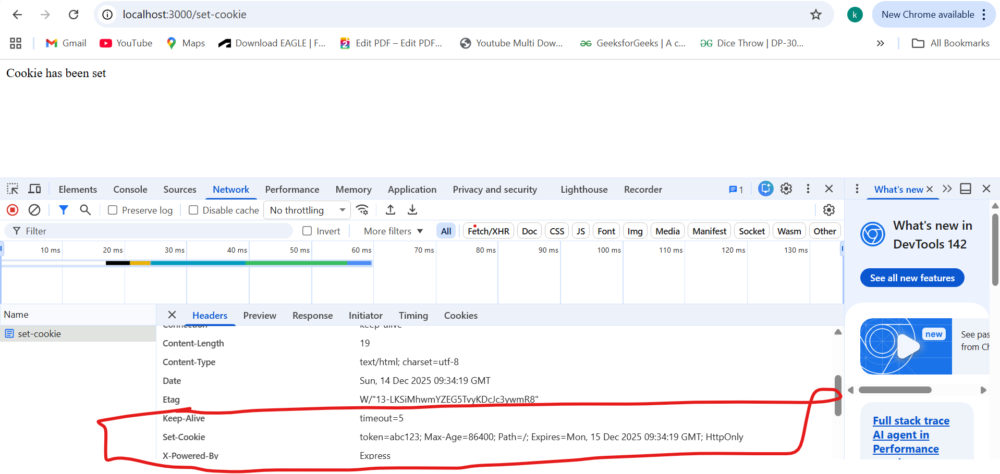 localhost:3000/set-cookie
k
New Chrome available
Gmail
YouTube
Maps
Download EAGLE | F...
Edit PDF – Edit PDF...
Youtube Multi Dow...
GeeksforGeeks | A c...
Dice Throw | DP-30...
All Bookmarks
Cookie has been set
Elements Console Sources Network Performance Memory Application Privacy and security Lighthouse Recorder 1
What's new
Preserve log Disable cache No throttling
Filter Invert More filters All Fetch/XHR Doc CSS JS Font Img Media Manifest Socket Wasm Other
10 ms 20 ms 30 ms 40 ms 50 ms 60 ms 70 ms 80 ms 90 ms 100 ms 110 ms 120 ms 130 ms
Name
set-cookie
Headers Preview Response Initiator Timing Cookies
Connection keep-alive
Content-Length 19
Content-Type text/html; charset=utf-8
Date Sun, 14 Dec 2025 09:34:19 GMT
Etag W/"13-LKSiMhwmYZEG5TvyKDcJc3ywmR8"
Keep-Alive timeout=5
Set-Cookie token=abc123; Max-Age=86400; Path=/; Expires=Mon, 15 Dec 2025 09:34:19 GMT; HttpOnly
X-Powered-By Express
What's new in
DevTools 142
See all new features
new
See pas
from Ch
Full stack trace
AI agent in
Performance